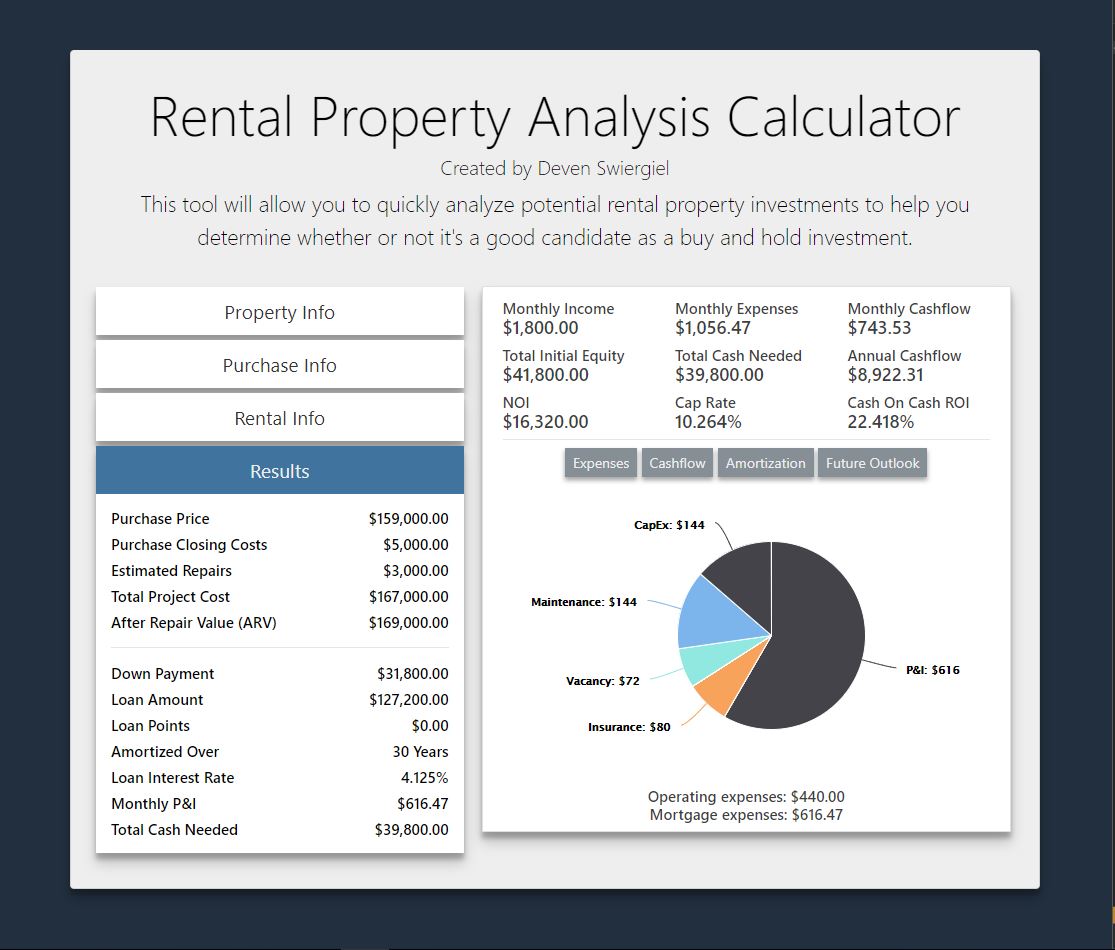 Rental Property Analysis Calculator
Created by Deven Swiergiel
This tool will allow you to quickly analyze potential rental property investments to help you
determine whether or not it's a good candidate as a buy and hold investment.
Property Info
Purchase Info
Rental Info
Results
Purchase Price $159,000.00
Purchase Closing Costs $5,000.00
Estimated Repairs $3,000.00
Total Project Cost $167,000.00
After Repair Value (ARV) $169,000.00
Down Payment $31,800.00
Loan Amount $127,200.00
Loan Points $0.00
Amortized Over 30 Years
Loan Interest Rate 4.125%
Monthly P&I $616.47
Total Cash Needed $39,800.00
Monthly Income Monthly Expenses Monthly Cashflow
$1,800.00 $1,056.47 $743.53
Total Initial Equity Total Cash Needed Annual Cashflow
$41,800.00 $39,800.00 $8,922.31
NOI Cap Rate Cash On Cash ROI
$16,320.00 10.264% 22.418%
Expenses Cashflow Amortization Future Outlook
CapEx: $144
Maintenance: $144
P&I: $616
Vacancy: $72
Insurance: $80
Operating expenses: $440.00
Mortgage expenses: $616.47